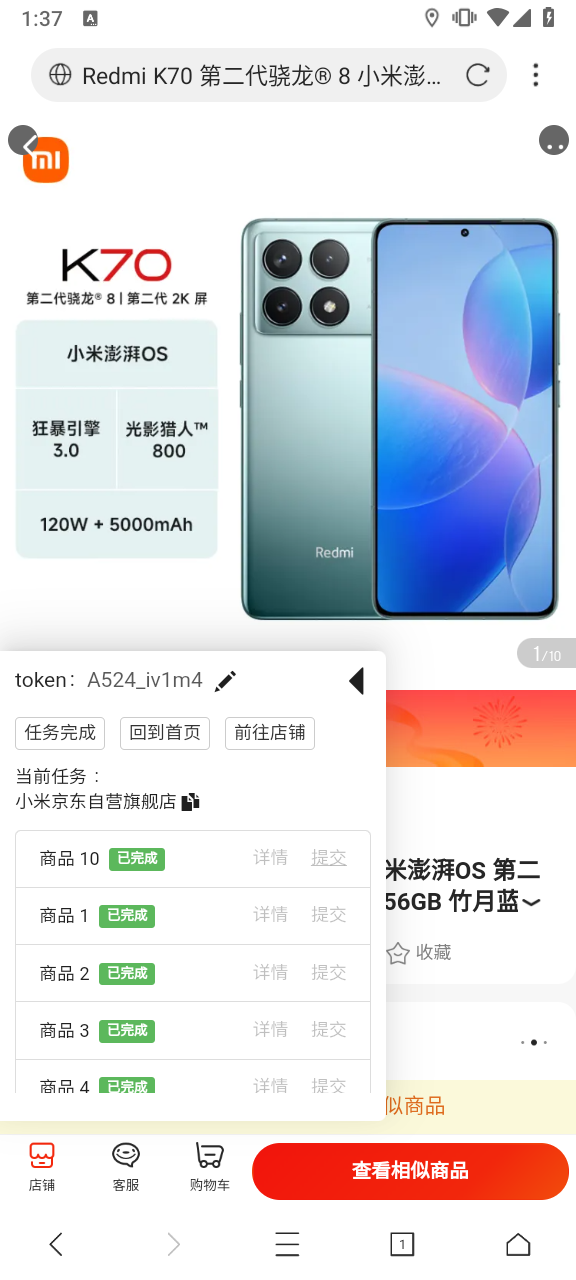 1:37
A
Redmi K70 第二代骁龙® 8 小米澎...
mi
K70
第二代骁龙® 8 | 第二代 2K 屏
小米澎湃OS
狂暴引擎
3.0
光影猎人™
800
120W + 5000mAh
Redmi
1/10
token: A524_iv1m4
任务完成 回到首页 前往店铺
当前任务：
小米京东自营旗舰店
商品 10 已完成 详情 提交
商品 1 已完成 详情 提交
商品 2 已完成 详情 提交
商品 3 已完成 详情 提交
商品 4 已完成 详情 提交
米澎湃OS 第二
56GB 竹月蓝
收藏
似商品
店铺 客服 购物车 查看相似商品
1